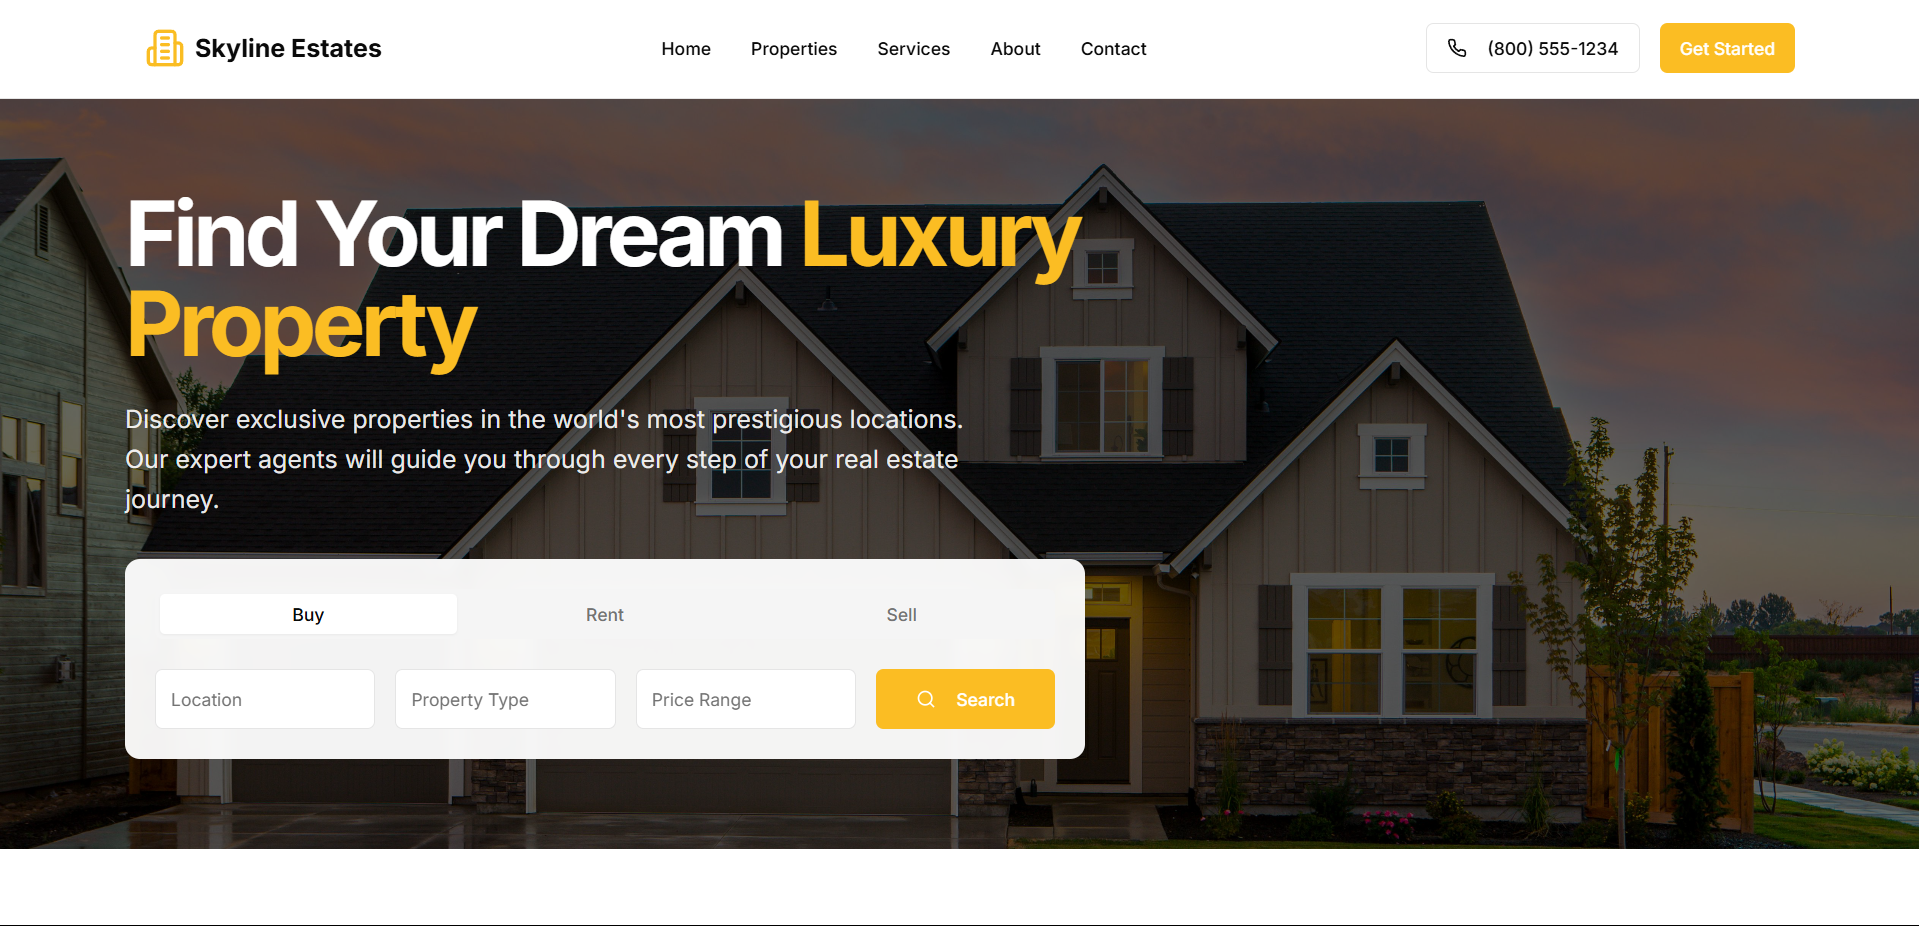 Skyline Estates
Home Properties Services About Contact
(800) 555-1234
Get Started
Find Your Dream Luxury
Property
Discover exclusive properties in the world's most prestigious locations.
Our expert agents will guide you through every step of your real estate
journey.
Buy Rent Sell
Location Property Type Price Range Search